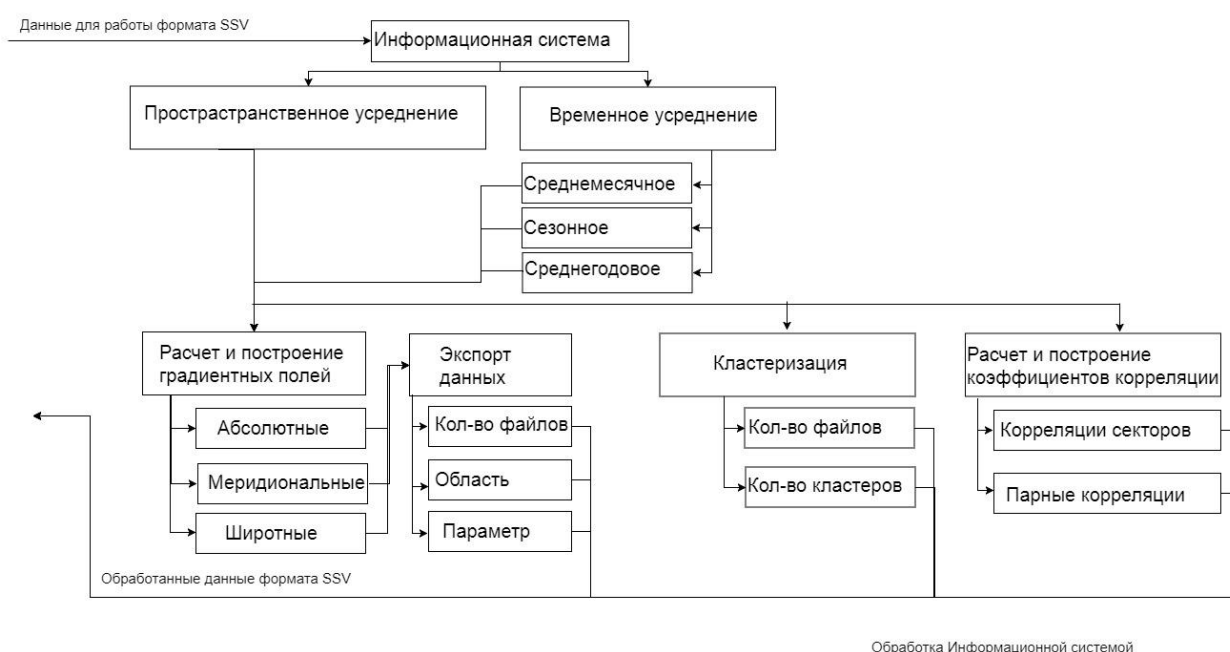 Данные для работы формата SSV
Информационная система
Прострастранственное усреднение
Временное усреднение
Среднемесячное
Сезонное
Среднегодовое
Расчет и построение
градиентных полей
Экспорт
данных
Кластеризация
Расчет и построение
коэффициентов корреляции
Абсолютные
Кол-во файлов
Кол-во файлов
Корреляции секторов
Меридиональные
Область
Кол-во кластеров
Парные корреляции
Широтные
Параметр
Обработанные данные формата SSV
Обработка Информационной системой